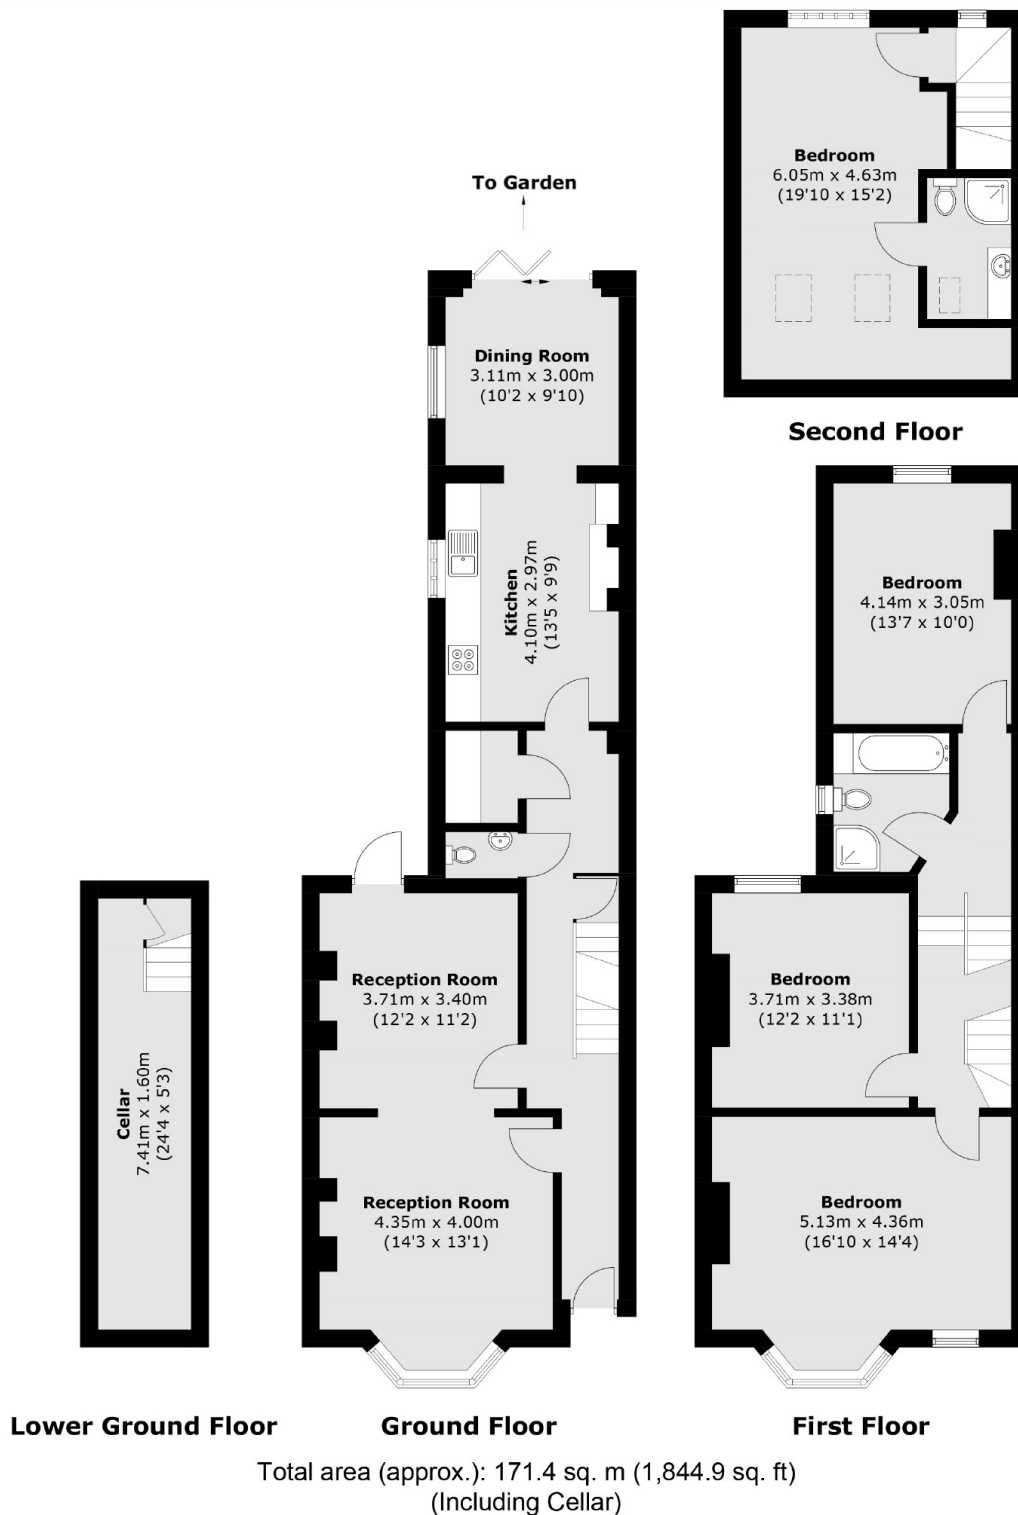 Bedroom
6.05m x 4.63m
(19'10 x 15'2)
Second Floor
To Garden
Dining Room
3.11m x 3.00m
(10'2 x 9'10)
Kitchen
4.10m x 2.97m
(13'5 x 9'9)
Reception Room
3.71m x 3.40m
(12'2 x 11'2)
Reception Room
4.35m x 4.00m
(14'3 x 13'1)
Bedroom
4.14m x 3.05m
(13'7 x 10'0)
Bedroom
3.71m x 3.38m
(12'2 x 11'1)
Bedroom
5.13m x 4.36m
(16'10 x 14'4)
Cellar
7.41m x 1.60m
(24'4 x 5'3)
Lower Ground Floor
Ground Floor
First Floor
Total area (approx.): 171.4 sq. m (1,844.9 sq. ft)
(Including Cellar)